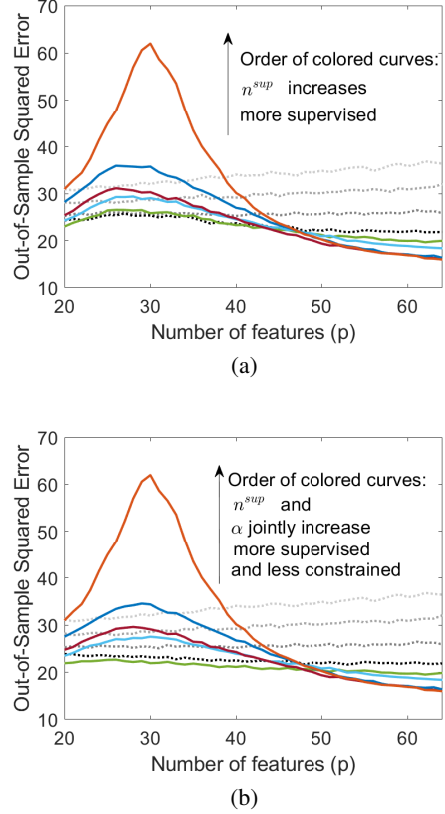 70
60
50
40
30
20
10
Out-of-Sample Squared Error
Order of colored curves:
n^sup increases
more supervised
20 30 40 50 60
Number of features (p)
(a)
70
60
50
40
30
20
10
Out-of-Sample Squared Error
Order of colored curves:
n^sup and
α jointly increase
more supervised
and less constrained
20 30 40 50 60
Number of features (p)
(b)